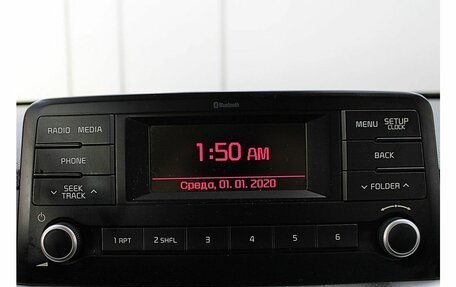 Bluetooth
RADIO MEDIA
PHONE
SEEK
TRACK
1:50 AM
Среда, 01. 01. 2020
MENU SETUP
CLOCK
BACK
FOLDER
1 RPT 2 SHFL 3 4 5 6